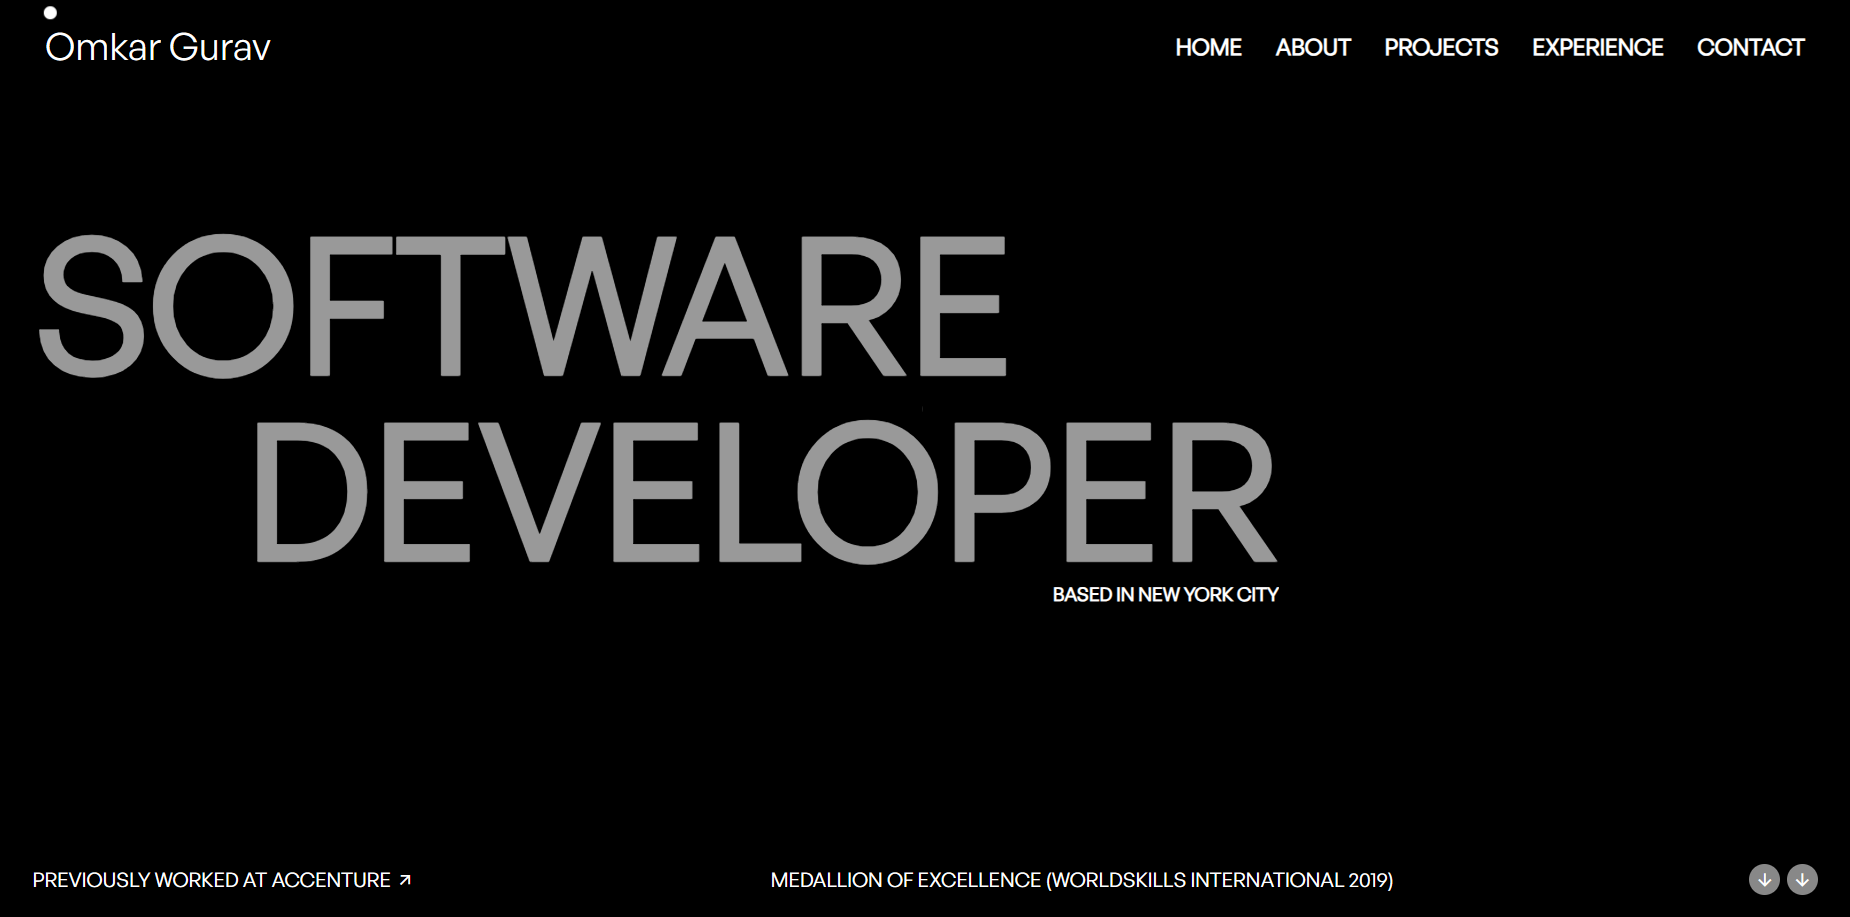 Omkar Gurav
HOME ABOUT PROJECTS EXPERIENCE CONTACT
SOFTWARE
DEVELOPER
BASED IN NEW YORK CITY
PREVIOUSLY WORKED AT ACCENTURE
MEDALLION OF EXCELLENCE (WORLDSKILLS INTERNATIONAL 2019)